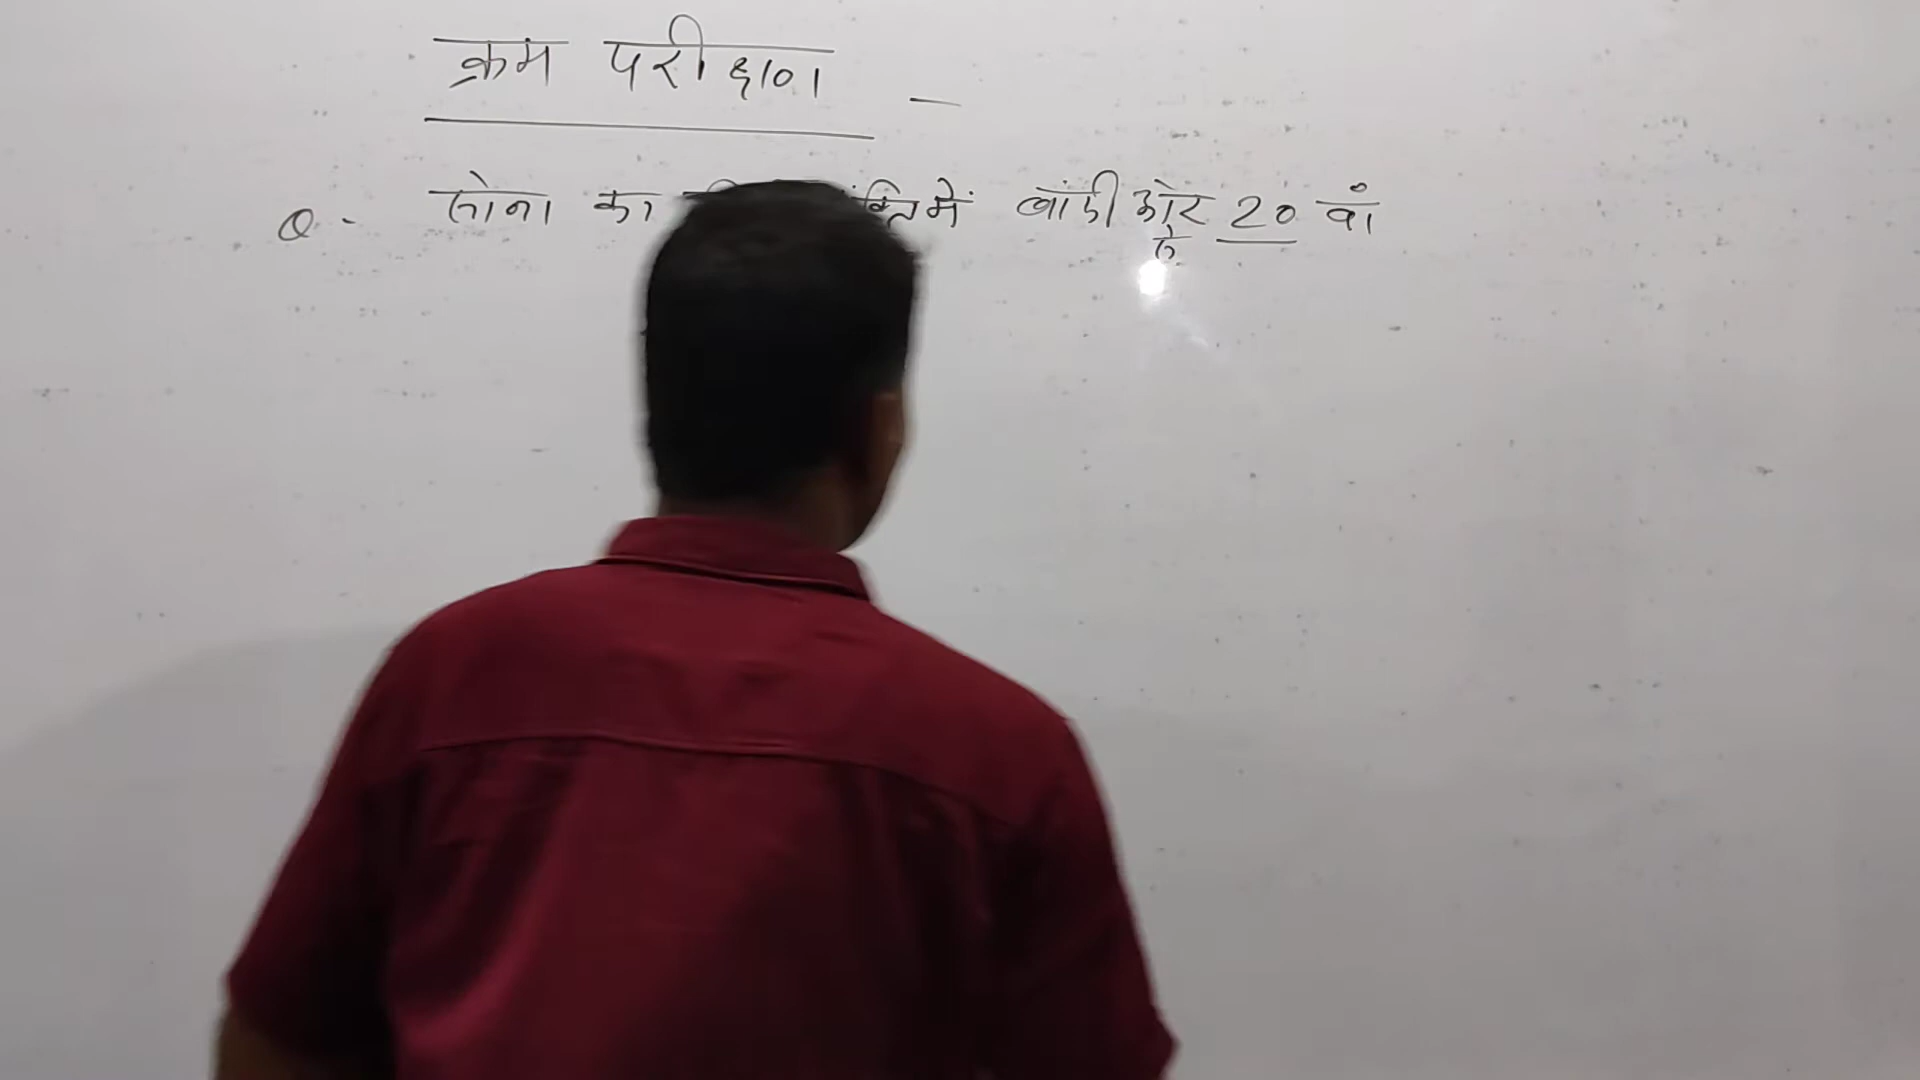 क्रम परीक्षण -
Q - सोना का में बांयी ओर 20 वां
से